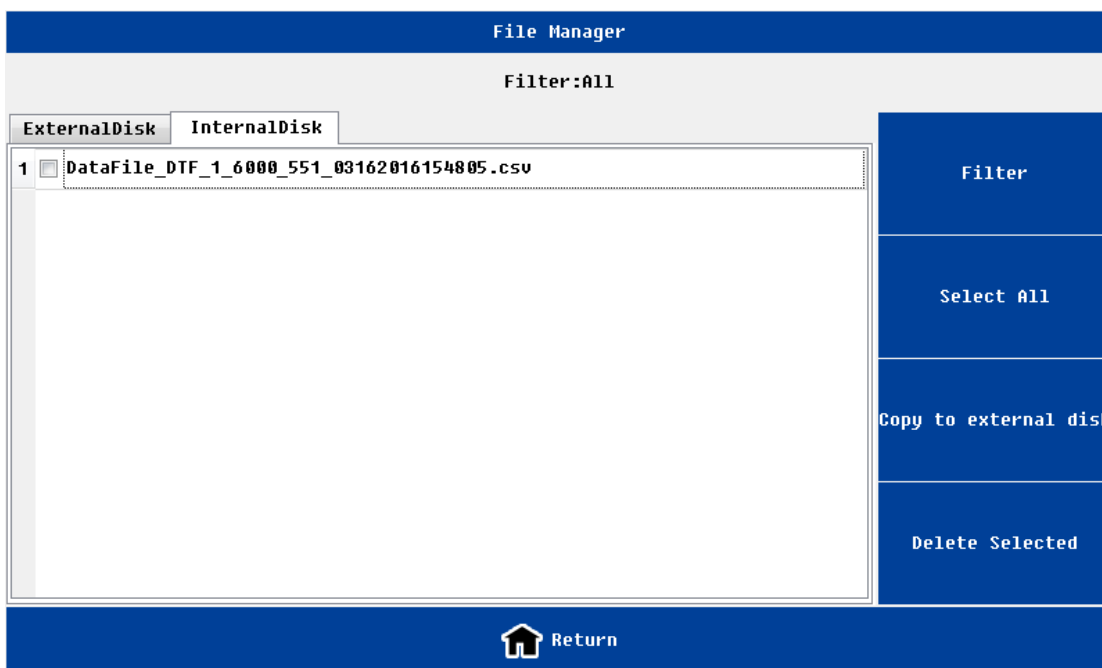 File Manager
Filter:All
ExternalDisk InternalDisk
1 DataFile_DTF_1_6000_551_03162016154805.csv
Filter
Select All
Copy to external dis
Delete Selected
Return